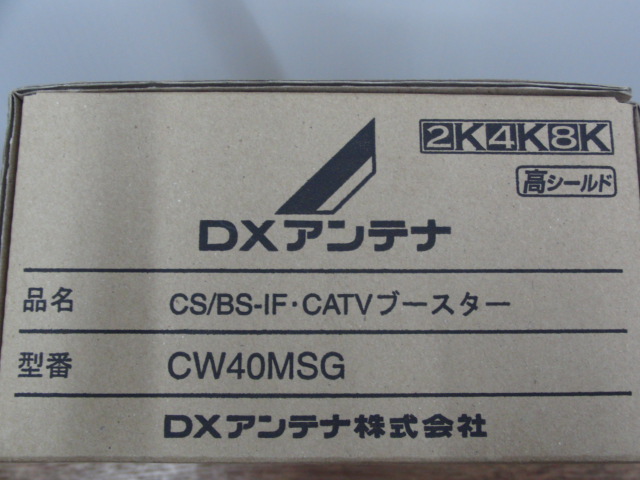 2K4K8K
高シールド
DXアンテナ
品名 CS/BS-IF・CATVブースター
型番 CW40MSG
DXアンテナ株式会社